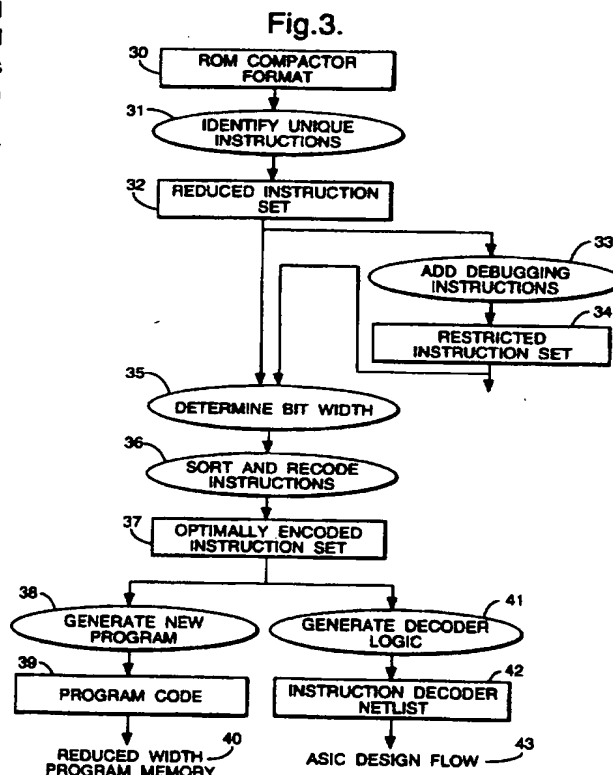 Fig.3.
30
ROM COMPACTOR
FORMAT
31
IDENTIFY UNIQUE
INSTRUCTIONS
32
REDUCED INSTRUCTION
SET
33
ADD DEBUGGING
INSTRUCTIONS
34
RESTRICTED
INSTRUCTION SET
35
DETERMINE BIT WIDTH
36
SORT AND RECODE
INSTRUCTIONS
37
OPTIMALLY ENCODED
INSTRUCTION SET
38
GENERATE NEW
PROGRAM
39
PROGRAM CODE
40
REDUCED WIDTH
PROGRAM MEMORY
41
GENERATE DECODER
LOGIC
42
INSTRUCTION DECODER
NETLIST
ASIC DESIGN FLOW 43